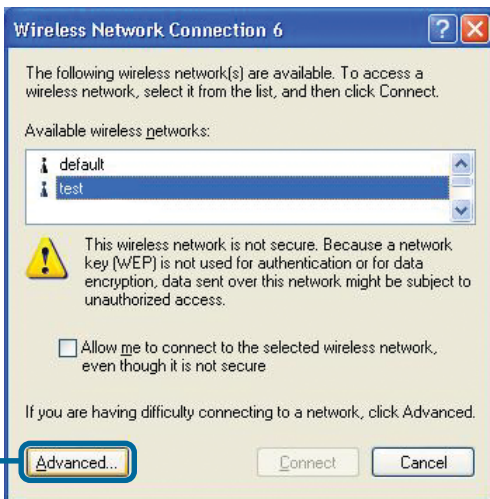 Wireless Network Connection 6
The following wireless network(s) are available. To access a
wireless network, select it from the list, and then click Connect.
Available wireless networks:
default
test
This wireless network is not secure. Because a network
key (WEP) is not used for authentication or for data
encryption, data sent over this network might be subject to
unauthorized access.
Allow me to connect to the selected wireless network,
even though it is not secure
If you are having difficulty connecting to a network, click Advanced.
Advanced... Connect Cancel